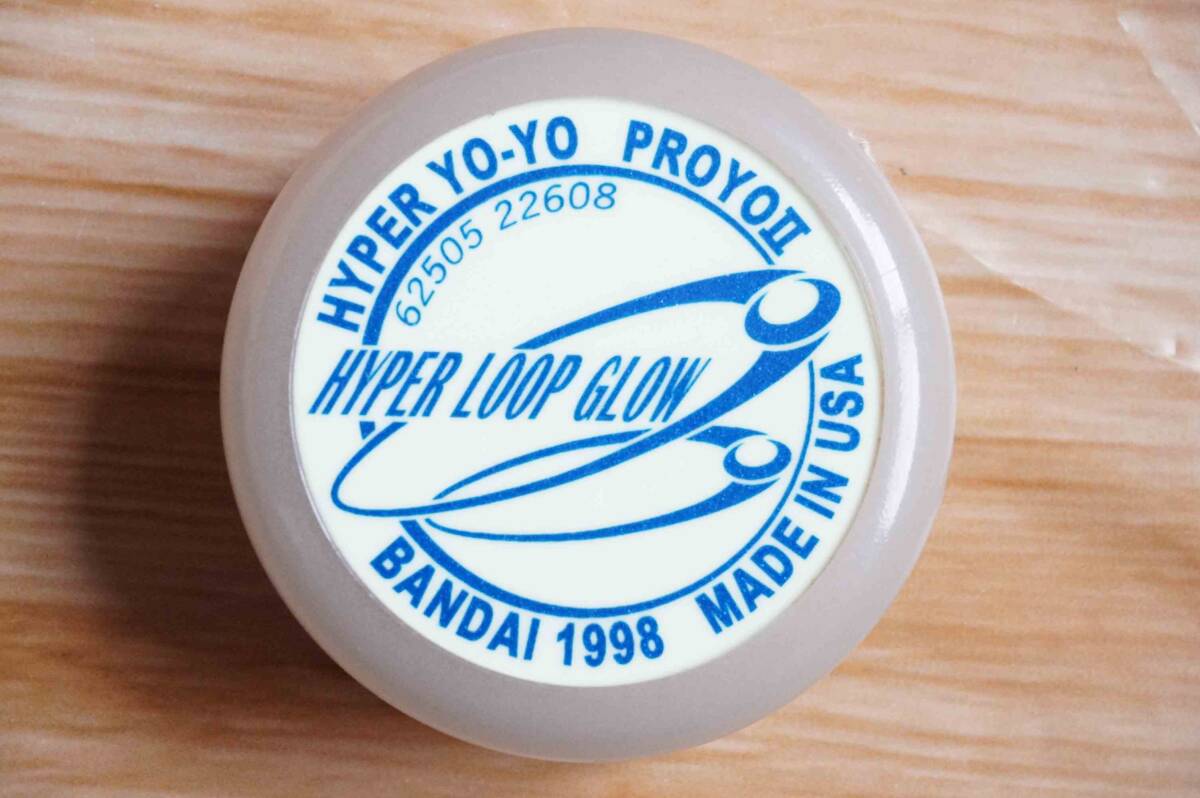 HYPER YO-YO PROYOII
62505 22608
HYPER LOOP GLOW
BANDAI 1998 MADE IN USA